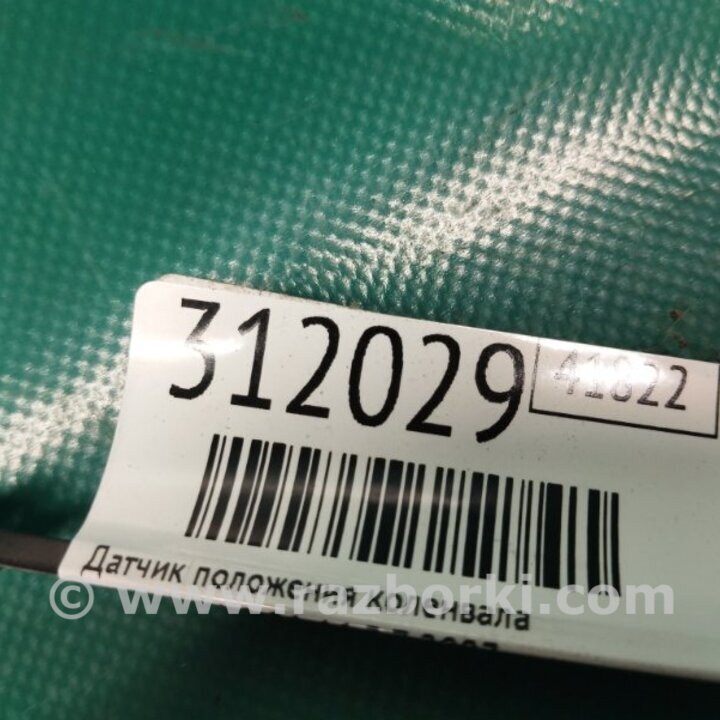 312029 41822
Датчик положения коленвала
© www.razborki.com